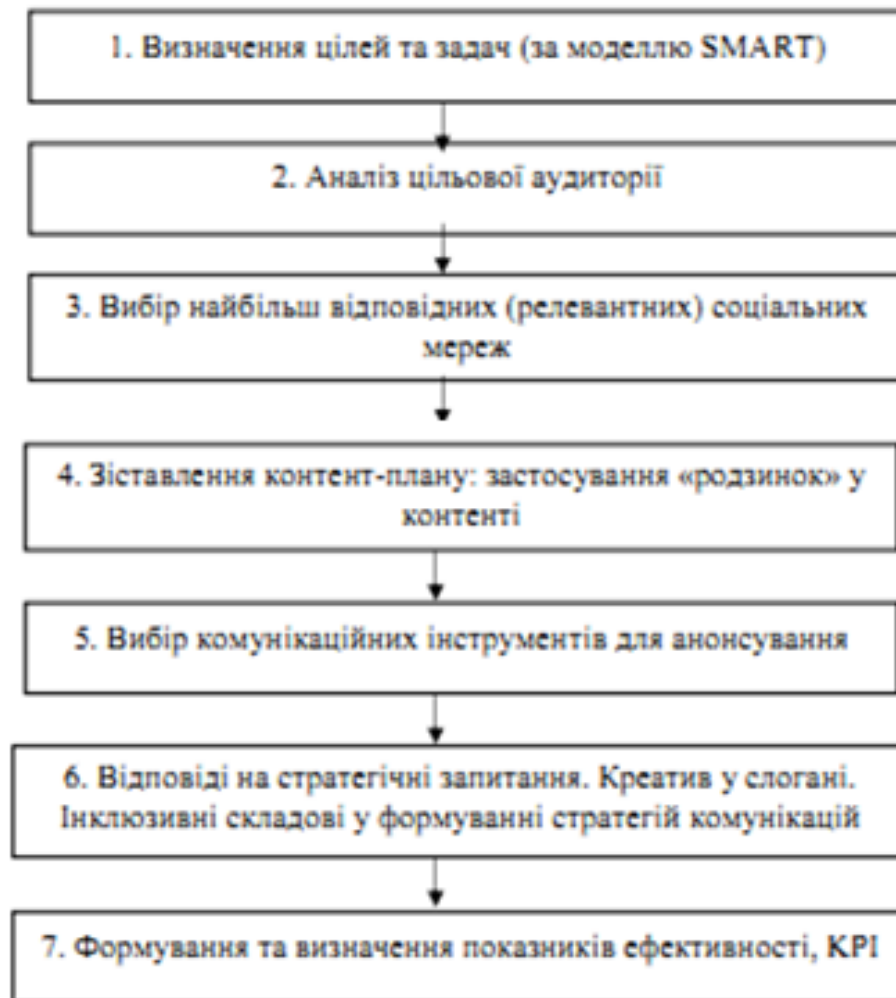 1. Визначення цілей та задач (за моделлю SMART)
2. Аналіз цільової аудиторії
3. Вибір найбільш відповідних (релевантних) соціальних
мереж
4. Зіставлення контент-плану: застосування «родзинок» у
контенті
5. Вибір комунікаційних інструментів для анонсування
6. Відповіді на стратегічні запитання. Креатив у слогані.
Інклюзивні складові у формуванні стратегій комунікацій
7. Формування та визначення показників ефективності, KPI